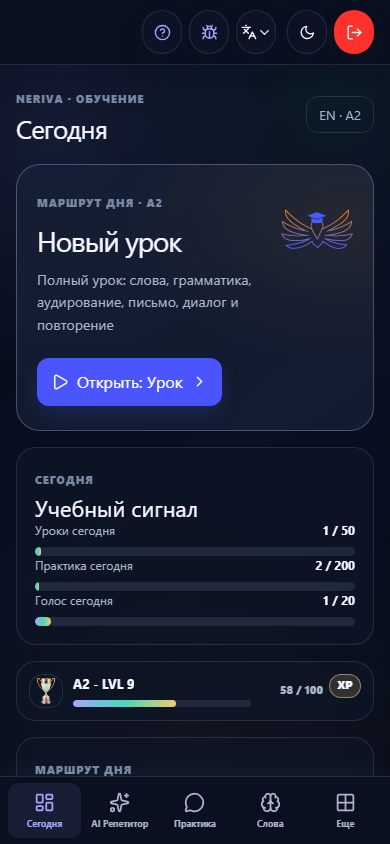 NERIVA · ОБУЧЕНИЕ
Сегодня
EN · A2
МАРШРУТ ДНЯ · A2
Новый урок
Полный урок: слова, грамматика,
аудирование, письмо, диалог и
повторение
Открыть: Урок
СЕГОДНЯ
Учебный сигнал
Уроки сегодня 1 / 50
Практика сегодня 2 / 200
Голос сегодня 1 / 20
A2 - LVL 9 58 / 100 XP
МАРШРУТ ДНЯ
Сегодня AI Репетитор Практика Слова Еще